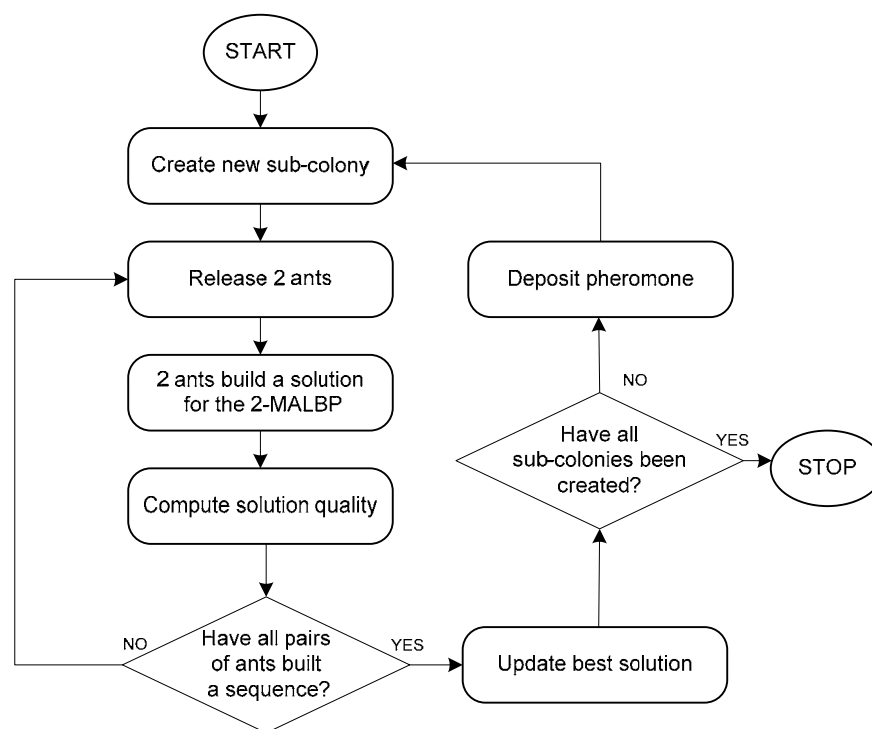 START
Create new sub-colony
Release 2 ants
Deposit pheromone
2 ants build a solution
for the 2-MALBP
NO
Have all
sub-colonies been
created?
YES
STOP
Compute solution quality
NO
Have all pairs
of ants built
a sequence?
YES
Update best solution